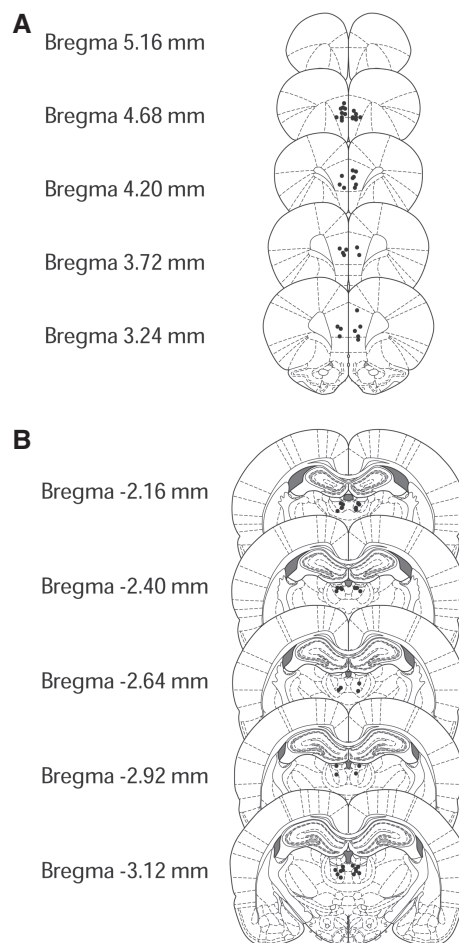 A
Bregma 5.16 mm
Bregma 4.68 mm
Bregma 4.20 mm
Bregma 3.72 mm
Bregma 3.24 mm
B
Bregma -2.16 mm
Bregma -2.40 mm
Bregma -2.64 mm
Bregma -2.92 mm
Bregma -3.12 mm